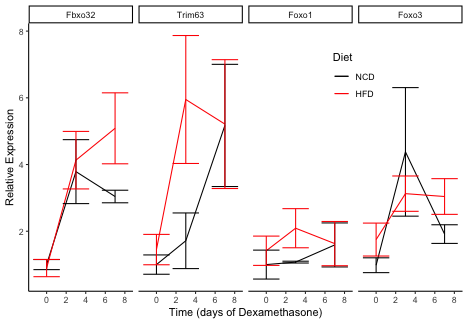 Fbxo32 Trim63 Foxo1 Foxo3
Diet
NCD
HFD
8
6
4
2
Relative Expression
0 2 4 6 8 0 2 4 6 8 0 2 4 6 8 0 2 4 6 8
Time (days of Dexamethasone)